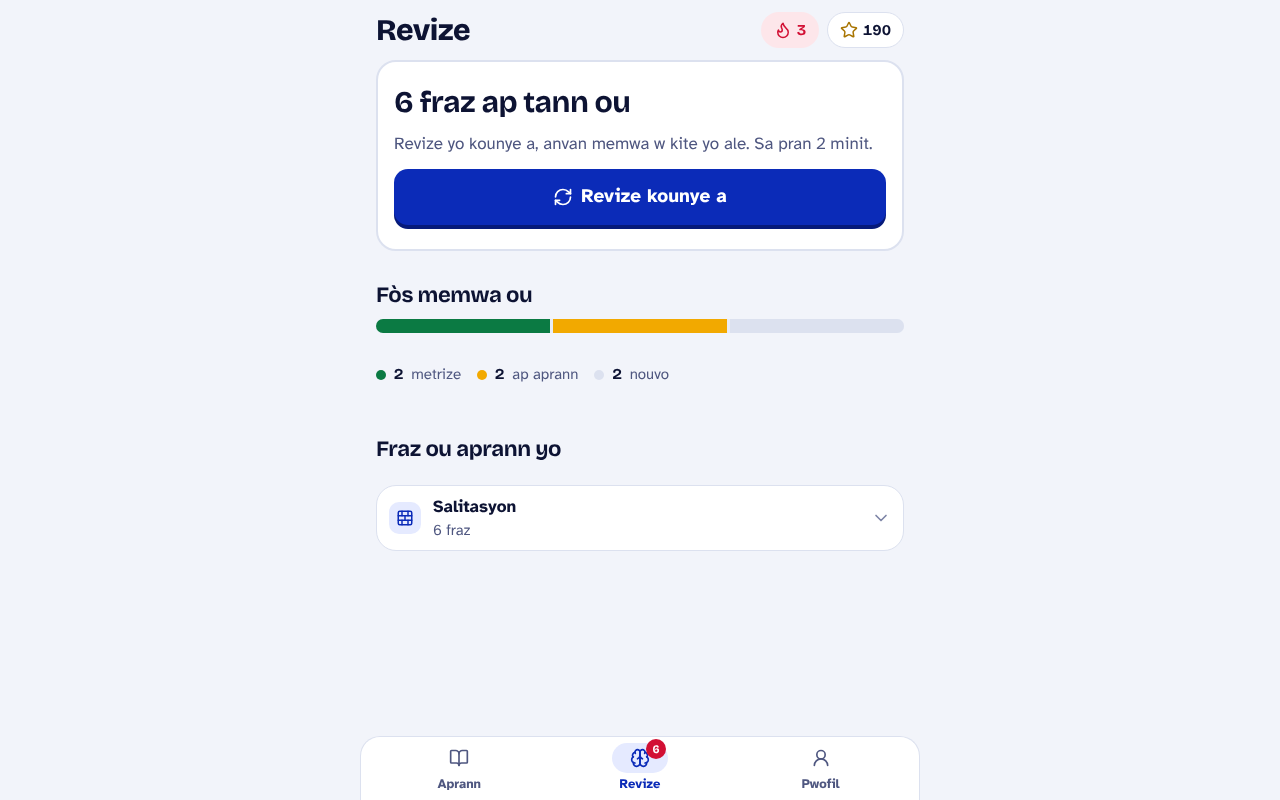 Revize
3
190
6 fraz ap tann ou
Revize yo kounye a, anvan memwa w kite yo ale. Sa pran 2 minit.
Revize kounye a
Fòs memwa ou
2 metrize
2 ap aprann
2 nouvo
Fraz ou aprann yo
Salitasyon
6 fraz
6
Aprann
Revize
Pwofil